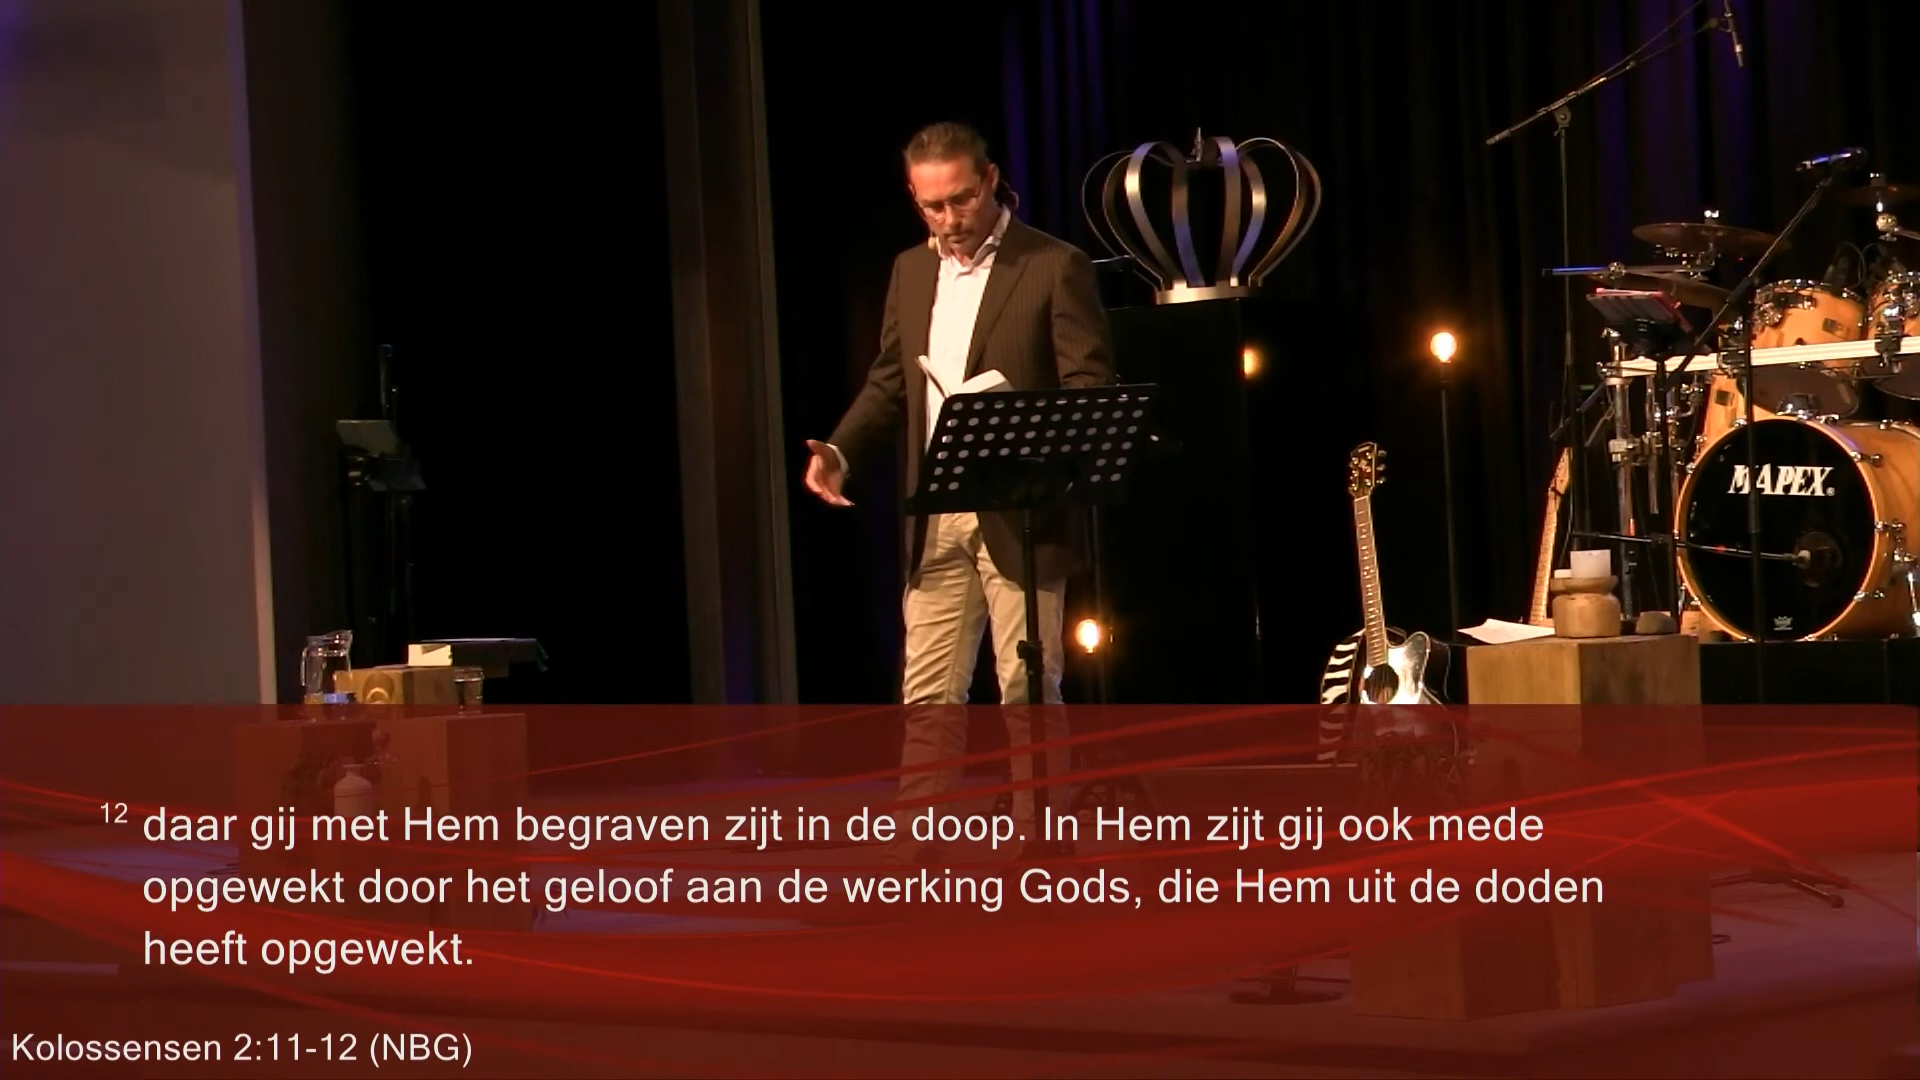 MAPEX
12 daar gij met Hem begraven zijt in de doop. In Hem zijt gij ook mede
opgewekt door het geloof aan de werking Gods, die Hem uit de doden
heeft opgewekt.
Kolossensen 2:11-12 (NBG)